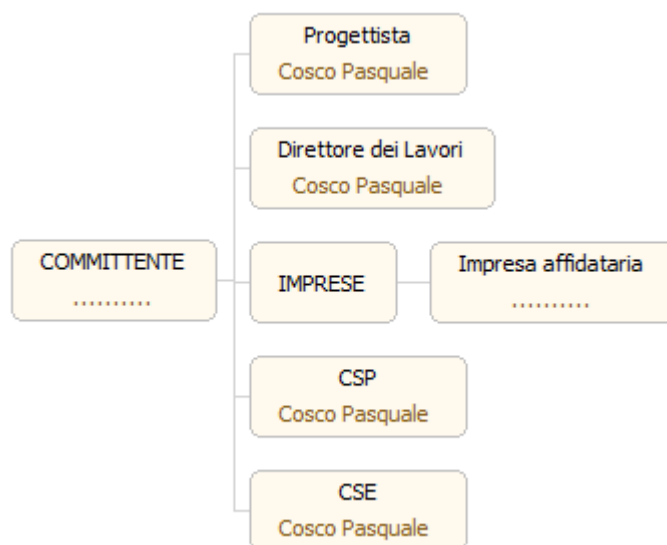 Progettista
Cosco Pasquale
Direttore dei Lavori
Cosco Pasquale
COMMITTENTE
..........
IMPRESE
Impresa affidataria
..........
CSP
Cosco Pasquale
CSE
Cosco Pasquale